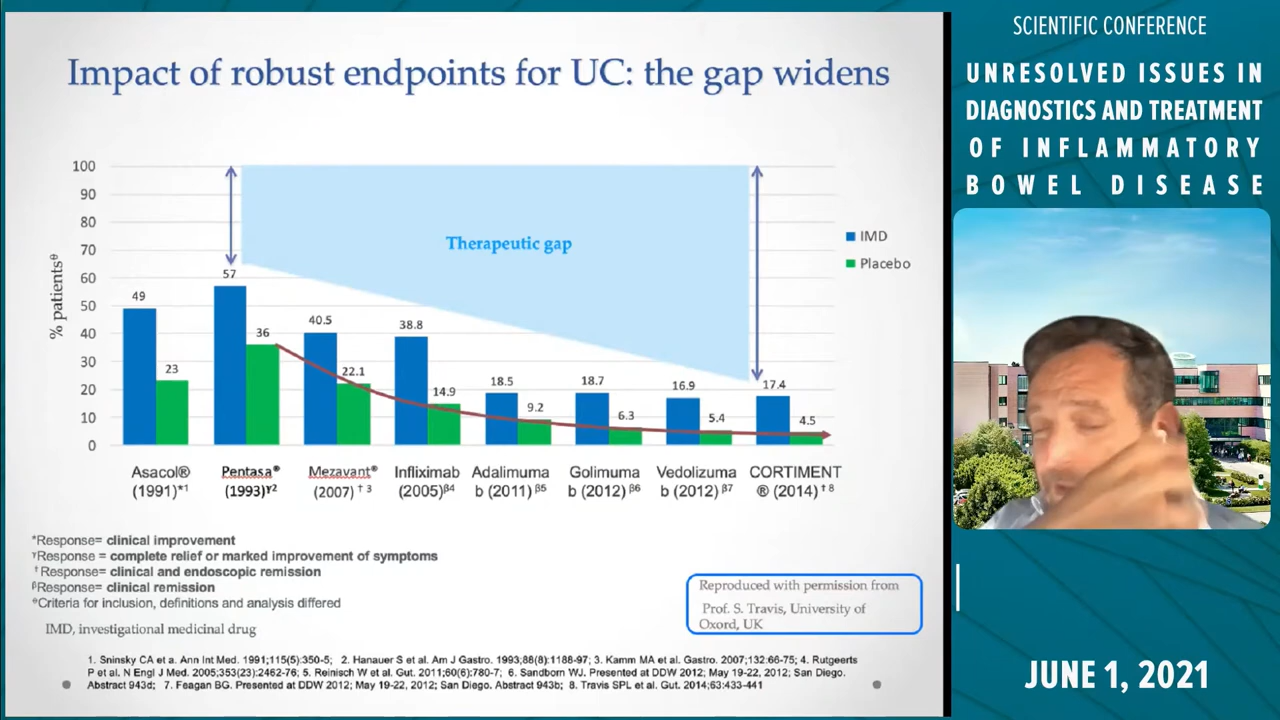 Impact of robust endpoints for UC: the gap widens
100
90
80
70
60
50
40
30
20
10
0
% patients⁠ᶿ
Therapeutic gap
IMD
Placebo
49
23
57
36
40.5
22.1
38.8
14.9
18.5
9.2
18.7
6.3
16.9
5.4
17.4
4.5
Asacol®
(1991)*¹
Pentasa®
(1993)ᵞ²
Mezavant®
(2007) † ³
Infliximab
(2005)ᵝ⁴
Adalimuma
b (2011) ᵝ⁵
Golimuma
b (2012) ᵝ⁶
Vedolizuma
b (2012) ᵝ⁷
CORTIMENT
® (2014) † ⁸
*Response= clinical improvement
ᵞResponse = complete relief or marked improvement of symptoms
† Response= clinical and endoscopic remission
ᵝResponse= clinical remission
ᶿCriteria for inclusion, definitions and analysis differed
IMD, investigational medicinal drug
Reproduced with permission from
Prof. S. Travis, University of
Oxord, UK
1. Sninsky CA et a. Ann Int Med. 1991;115(5):350-5; 2. Hanauer S et al. Am J Gastro. 1993;88(8):1188-97; 3. Kamm MA et al. Gastro. 2007;132:66-75; 4. Rutgeerts
P et al. N Engl J Med. 2005;353(23):2462-76; 5. Reinisch W et al. Gut. 2011;60(6):780-7; 6. Sandborn WJ. Presented at DDW 2012; May 19-22, 2012; San Diego.
Abstract 943d; 7. Feagan BG. Presented at DDW 2012; May 19-22, 2012; San Diego. Abstract 943b; 8. Travis SPL et al. Gut. 2014;63:433-441
SCIENTIFIC CONFERENCE
UNRESOLVED ISSUES IN
DIAGNOSTICS AND TREATMENT
OF INFLAMMATORY
BOWEL DISEASE
JUNE 1, 2021